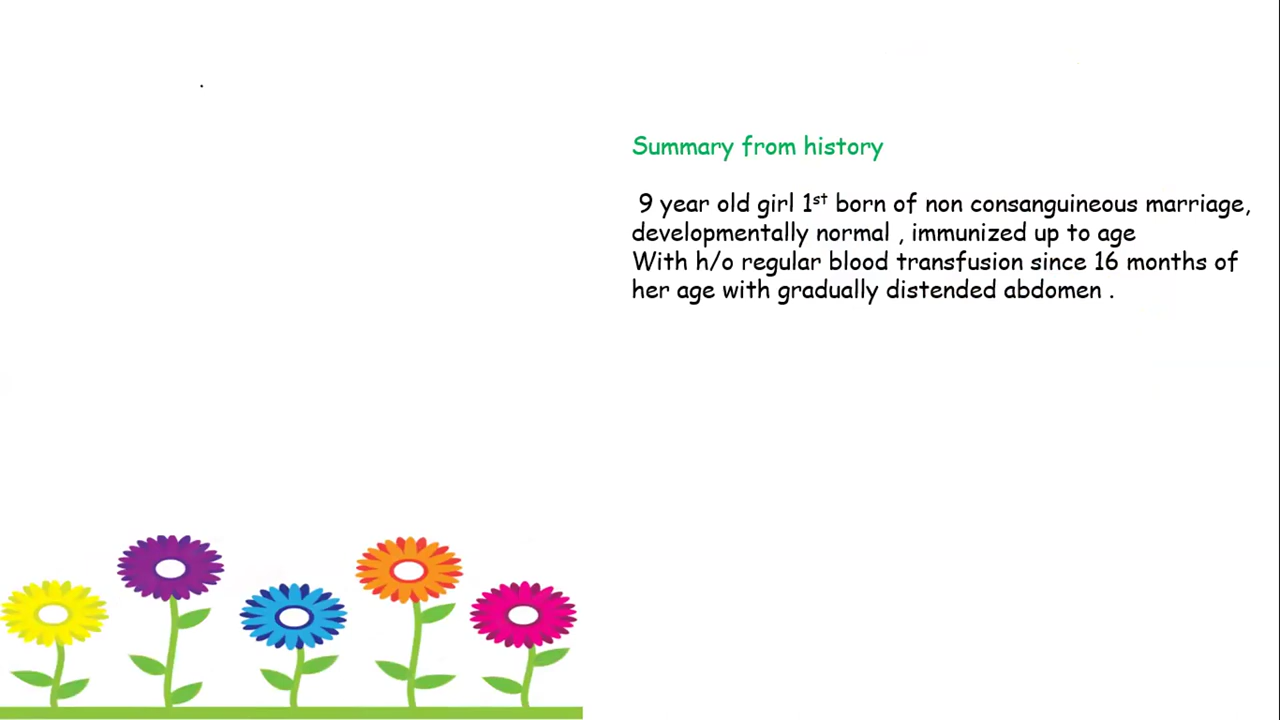 Summary from history
9 year old girl 1st born of non consanguineous marriage,
developmentally normal , immunized up to age
With h/o regular blood transfusion since 16 months of
her age with gradually distended abdomen .